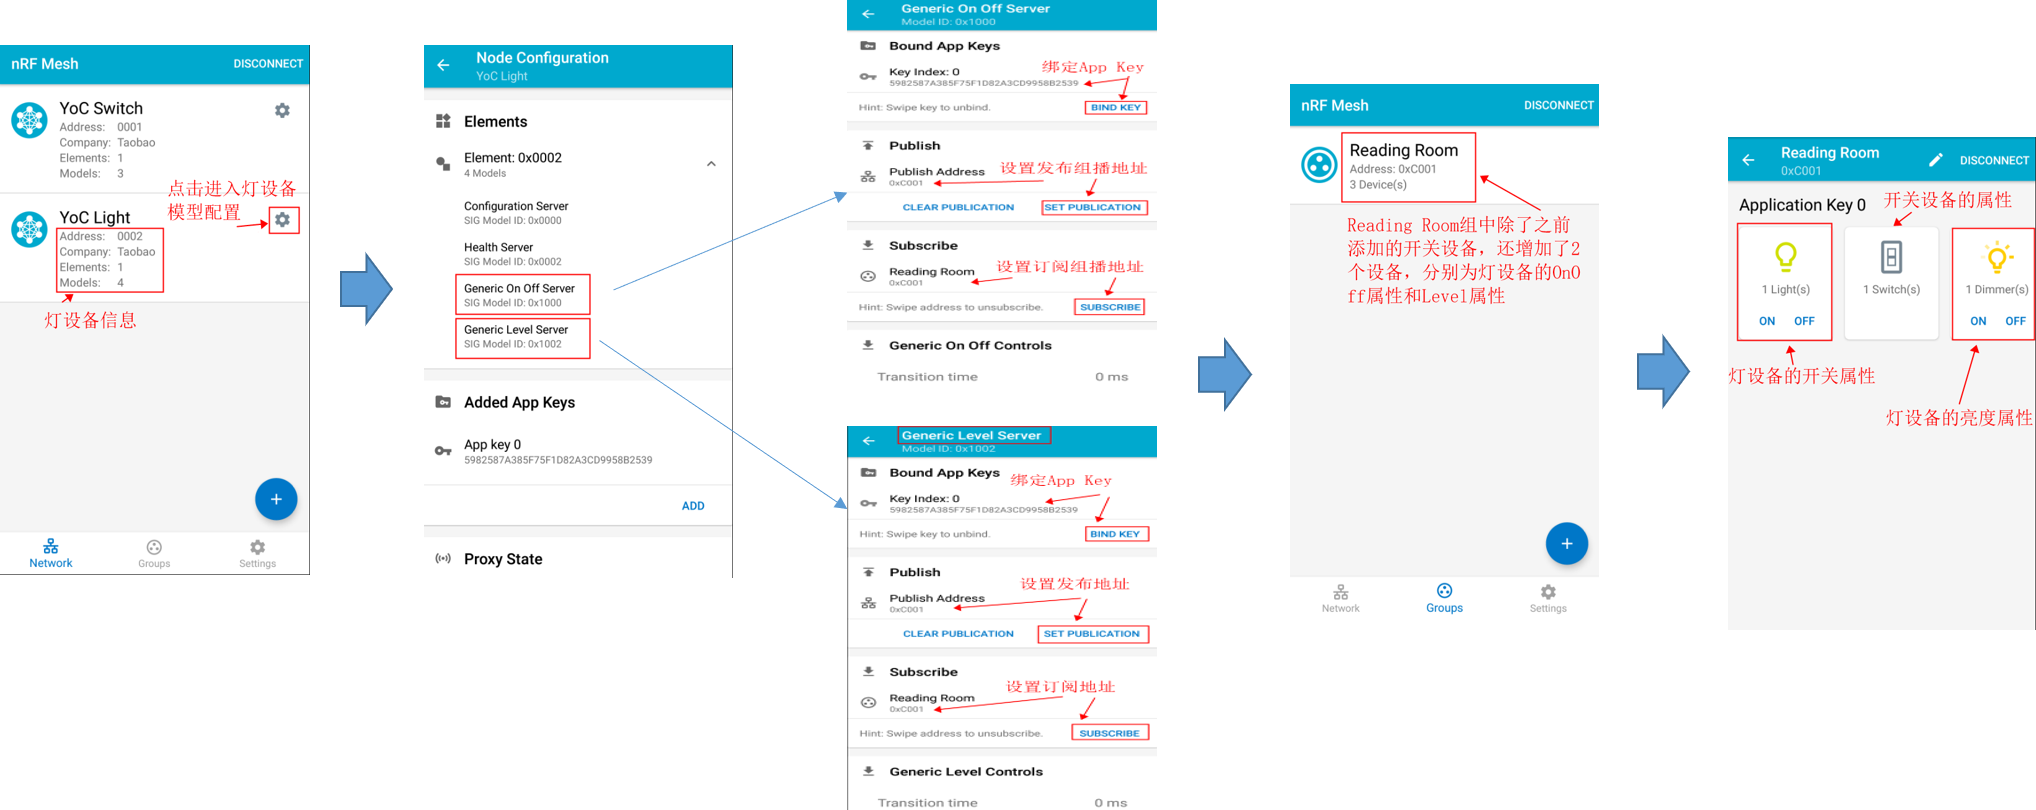 nRF Mesh
DISCONNECT
YoC Switch
Address: 0001
Company: Taobao
Elements: 1
Models: 3
点击进入灯设备
模型配置
YoC Light
Address: 0002
Company: Taobao
Elements: 1
Models: 4
灯设备信息
+
Network
Groups
Settings
Node Configuration
YoC Light
Elements
Element: 0x0002
4 Models
Configuration Server
SIG Model ID: 0x0000
Health Server
SIG Model ID: 0x0002
Generic On Off Server
SIG Model ID: 0x1000
Generic Level Server
SIG Model ID: 0x1002
Added App Keys
App key 0
5982587A385F75F1D82A3CD9958B2539
ADD
Proxy State
Generic On Off Server
Model ID: 0x1000
Bound App Keys
绑定App Key
Key Index: 0
5982587A385F75F1D82A3CD9958B2539
Hint: Swipe key to unbind.
BIND KEY
Publish
设置发布组播地址
Publish Address
0xC001
CLEAR PUBLICATION
SET PUBLICATION
Subscribe
设置订阅组播地址
Reading Room
0xC001
Hint: Swipe address to unsubscribe.
SUBSCRIBE
Generic On Off Controls
Transition time
0 ms
Generic Level Server
Model ID: 0x1002
Bound App Keys
绑定App Key
Key Index: 0
5982587A385F75F1D82A3CD9958B2539
Hint: Swipe key to unbind.
BIND KEY
Publish
设置发布地址
Publish Address
0xC001
CLEAR PUBLICATION
SET PUBLICATION
Subscribe
设置订阅地址
Reading Room
0xC001
Hint: Swipe address to unsubscribe.
SUBSCRIBE
Generic Level Controls
Transition time
0 ms
nRF Mesh
DISCONNECT
Reading Room
Address: 0xC001
3 Device(s)
Reading Room组中除了之前
添加的开关设备，还增加了2
个设备，分别为灯设备的OnO
ff属性和Level属性
+
Network
Groups
Settings
Reading Room
0xC001
DISCONNECT
Application Key 0
开关设备的属性
1 Light(s)
ON OFF
1 Switch(s)
1 Dimmer(s)
ON OFF
灯设备的开关属性
灯设备的亮度属性